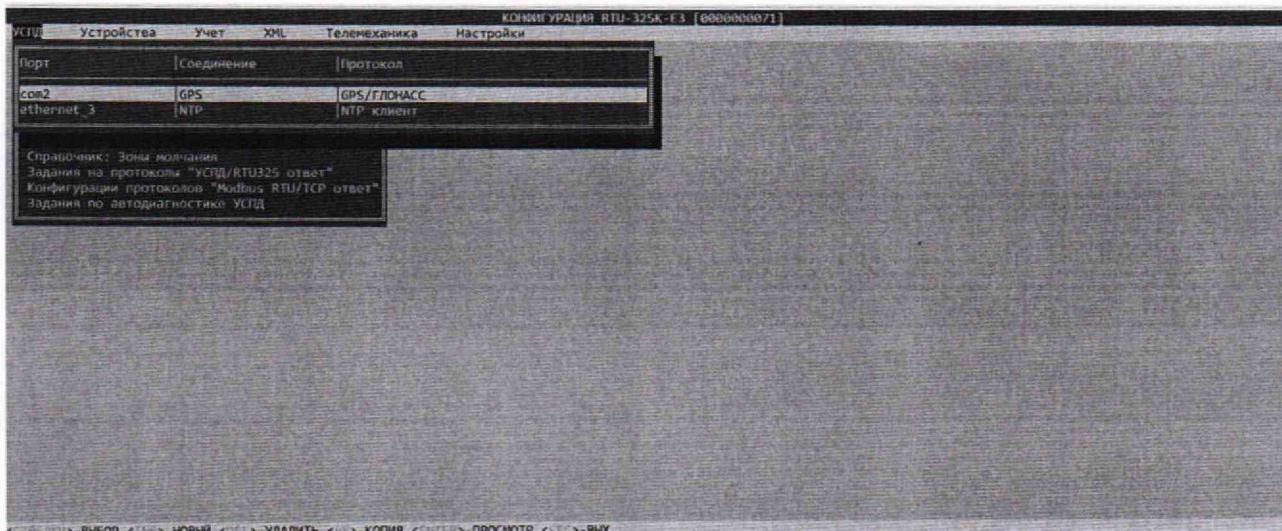 КОНФИГУРАЦИЯ RTU-325K-E3 [0000000071]
УСПД Устройства Учет XML Телемеханика Настройки
Порт |Соединение |Протокол
com2 |GPS |GPS/ГЛОНАСС
ethernet_3 |NTP |NTP клиент
Справочник: Зоны молчания
Задания на протоколы "УСПД/RTU325 ответ"
Конфигурации протоколов "Modbus RTU/TCP ответ"
Задания по автодиагностике УСПД
ВЫБОР НОВЫЙ УДАЛИТЬ КОПИЯ ПРОСМОТР ВЫХ